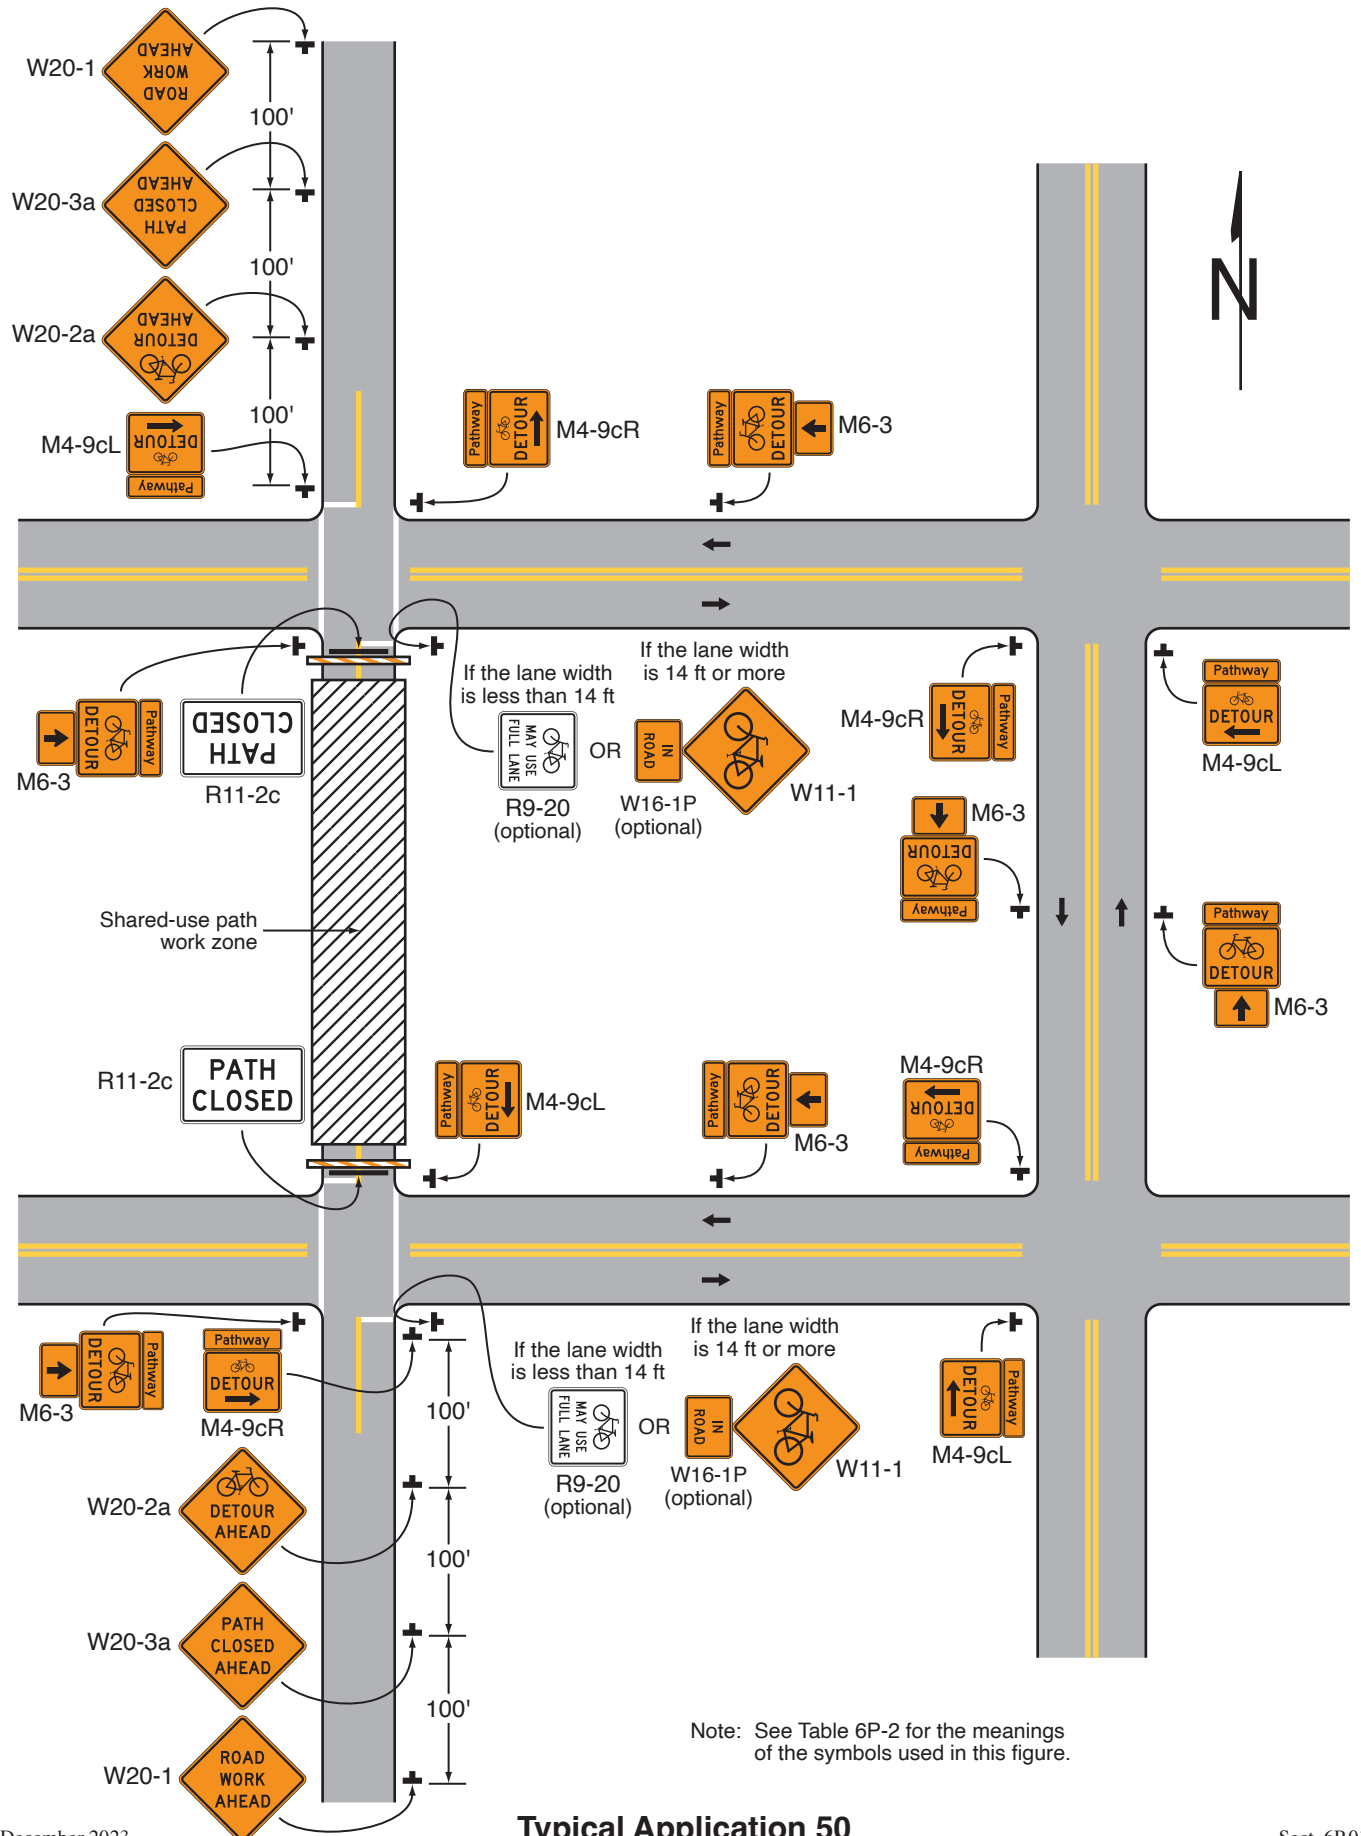 W20-1
ROAD
WORK
AHEAD
100'
W20-3a
PATH
CLOSED
AHEAD
100'
W20-2a
DETOUR
AHEAD
100'
M4-9cL
DETOUR
Pathway
Pathway
DETOUR
M4-9cR
Pathway
DETOUR
M6-3
N
Pathway
DETOUR
M6-3
PATH
CLOSED
R11-2c
If the lane width
is less than 14 ft
MAY USE
FULL LANE
R9-20
(optional)
OR
If the lane width
is 14 ft or more
IN
ROAD
W16-1P
(optional)
W11-1
M4-9cR
Pathway
DETOUR
Pathway
DETOUR
M4-9cL
M6-3
DETOUR
Pathway
Shared-use path
work zone
Pathway
DETOUR
M6-3
R11-2c
PATH
CLOSED
Pathway
DETOUR
M4-9cL
Pathway
DETOUR
M6-3
M4-9cR
DETOUR
Pathway
Pathway
DETOUR
M6-3
Pathway
DETOUR
M4-9cR
100'
If the lane width
is less than 14 ft
MAY USE
FULL LANE
R9-20
(optional)
OR
If the lane width
is 14 ft or more
IN
ROAD
W16-1P
(optional)
W11-1
Pathway
DETOUR
M4-9cL
W20-2a
DETOUR
AHEAD
100'
W20-3a
PATH
CLOSED
AHEAD
100'
W20-1
ROAD
WORK
AHEAD
Note: See Table 6P-2 for the meanings
of the symbols used in this figure.
December 2023
Typical Application 50
Sect. 6P.01